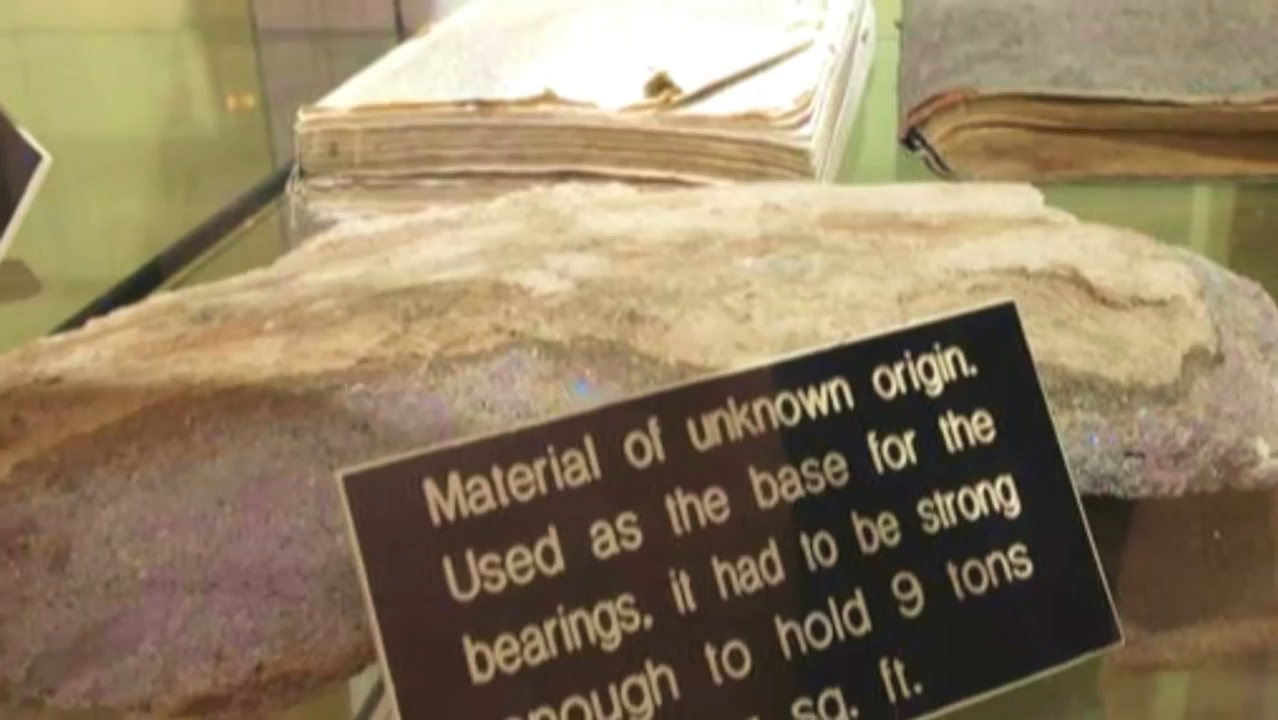 Material of unknown origin.
Used as the base for the
bearings, it had to be strong
enough to hold 9 tons
sq. ft.